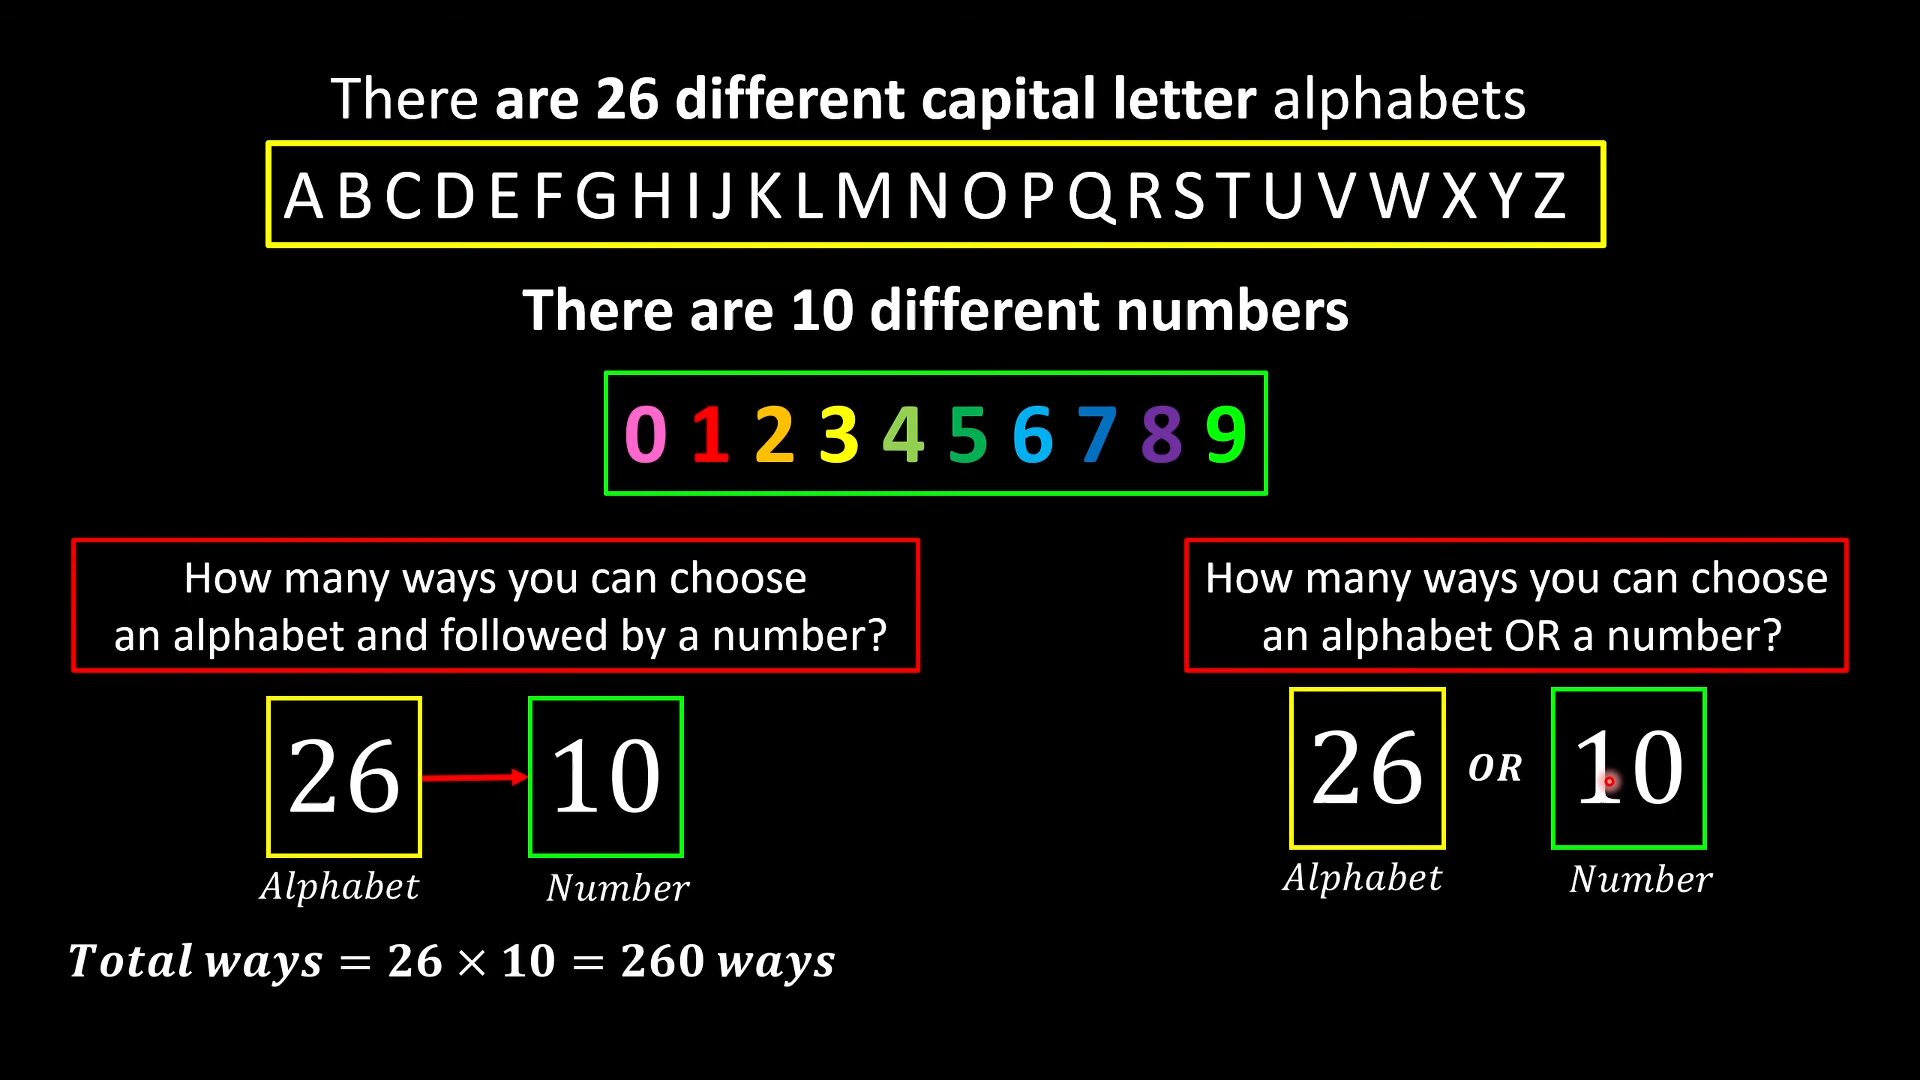 There are 26 different capital letter alphabets
A B C D E F G H I J K L M N O P Q R S T U V W X Y Z
There are 10 different numbers
0 1 2 3 4 5 6 7 8 9
How many ways you can choose
an alphabet and followed by a number?
26 10
Alphabet Number
Total ways = 26 × 10 = 260 ways
How many ways you can choose
an alphabet OR a number?
26 OR 10
Alphabet Number